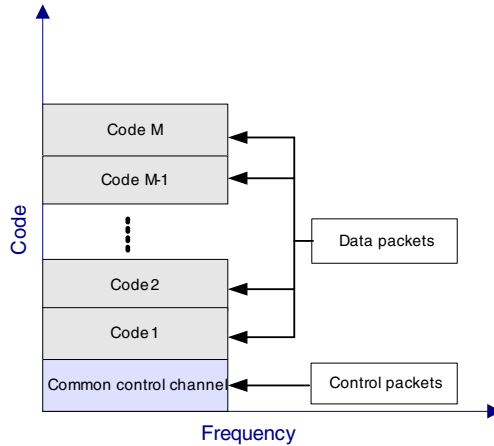 Code M
Code M-1
Data packets
Code 2
Code 1
Common control channel
Control packets
Code
Frequency